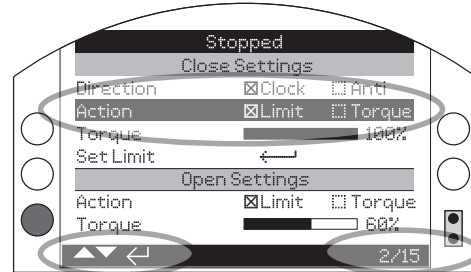 Stopped
Close Settings
Direction ☒Clock ☐Anti
Action ☒Limit ☐Torque
Torque 100%
Set Limit
Open Settings
Action ☒Limit ☐Torque
Torque 60%
2/15